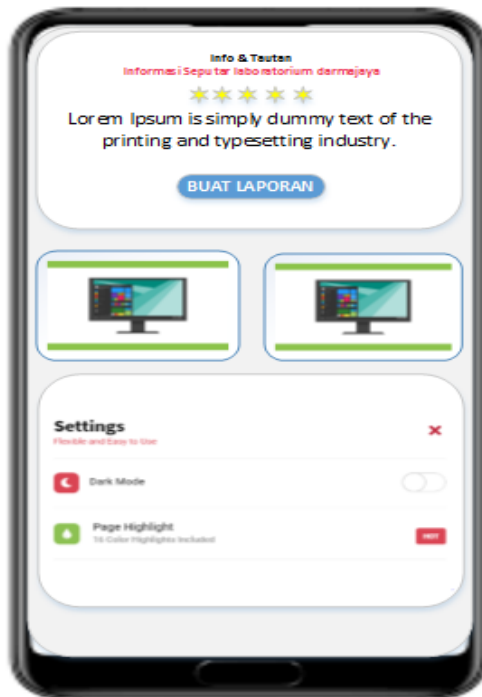 Info & Tautan
Informasi Seputar laboratorium darmajaya
Lorem Ipsum is simply dummy text of the
printing and typesetting industry.
BUAT LAPORAN
Settings
Flexible and Easy to Use
Dark Mode
Page Highlight
16 Color Highlights Included
HOT